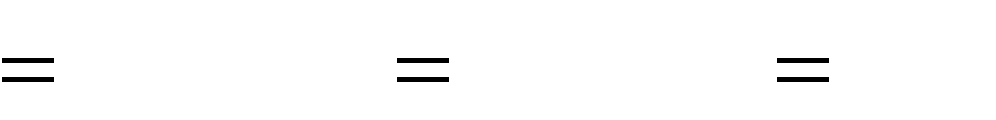 = = =